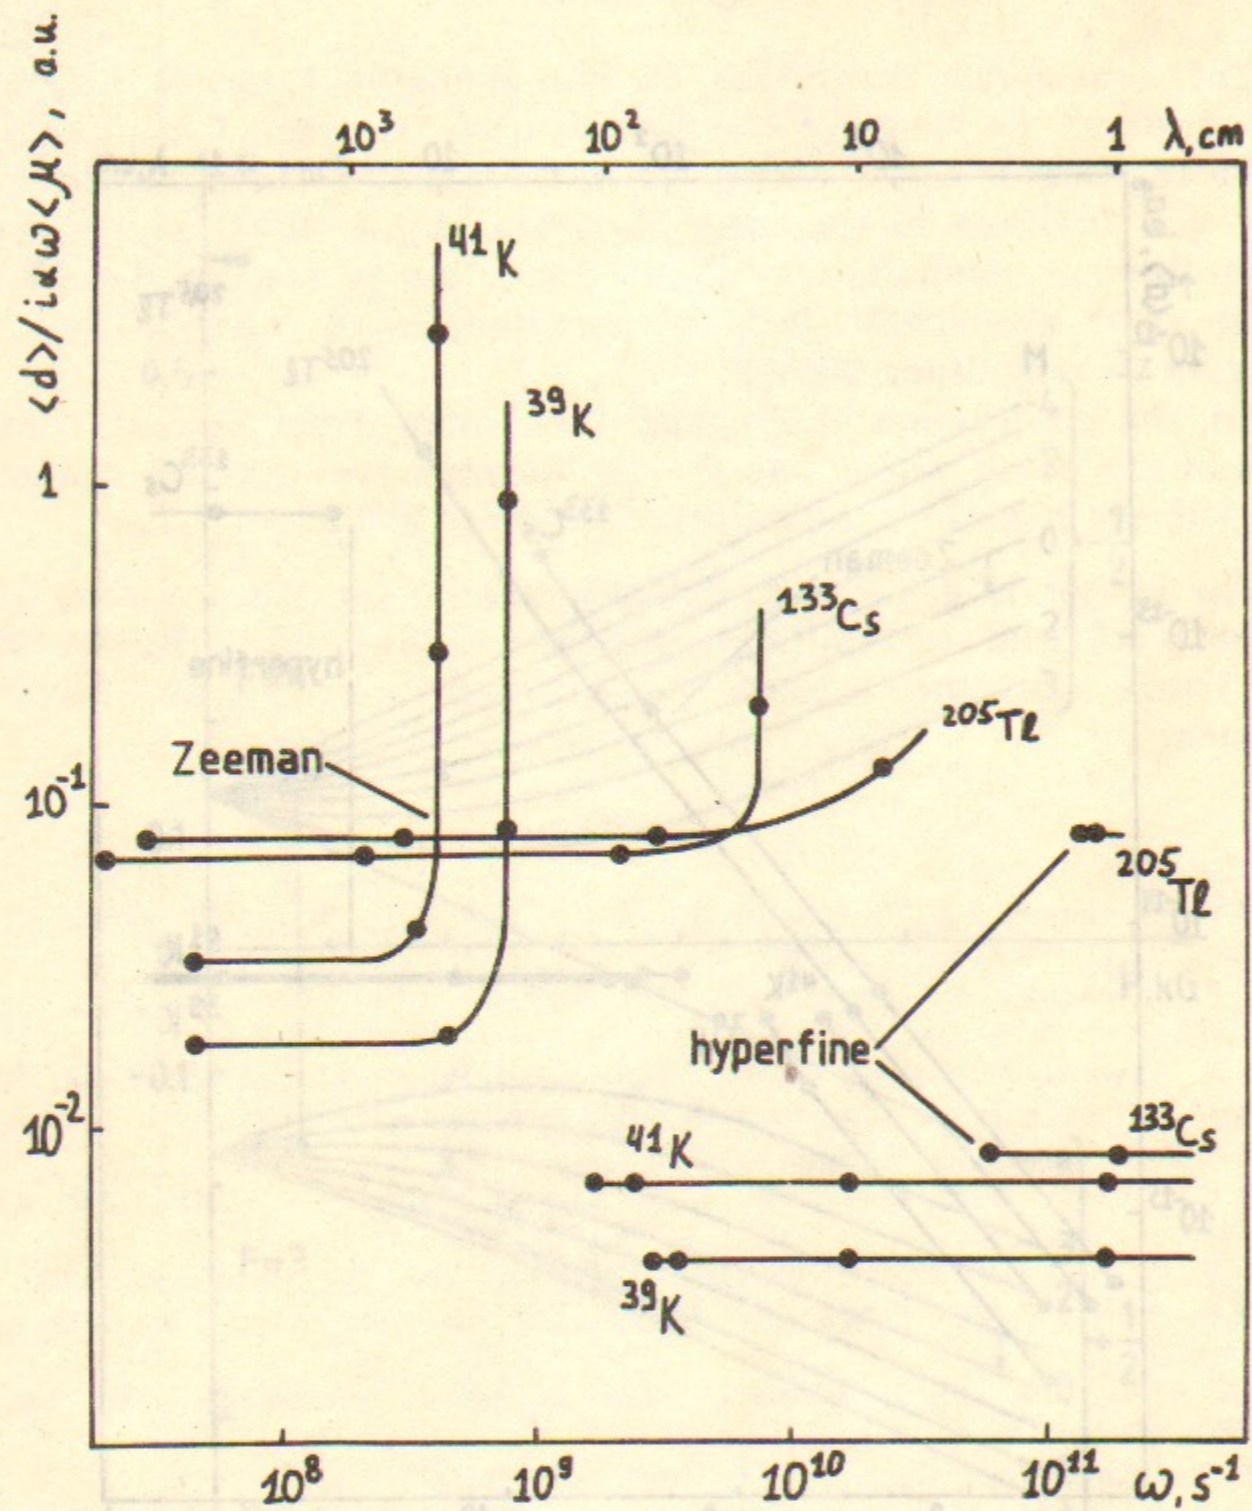 <d>/iαω<μ>, a.u.
10³ 10² 10 1 λ, cm
⁴¹K
³⁹K
1
¹³³Cs
²⁰⁵Tl
Zeeman
10⁻¹
²⁰⁵Tl
hyperfine
10⁻²
⁴¹K
¹³³Cs
³⁹K
10⁸ 10⁹ 10¹⁰ 10¹¹ ω, s⁻¹